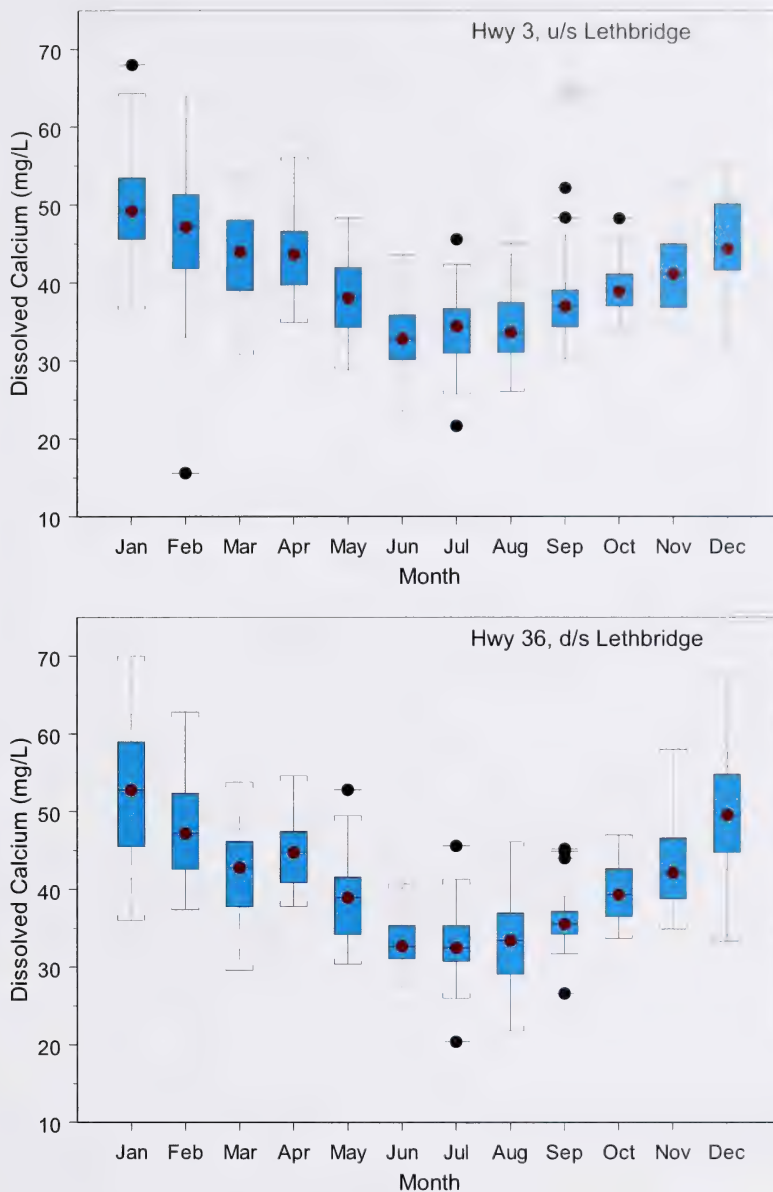 Hwy 3, u/s Lethbridge
Dissolved Calcium (mg/L)
70
60
50
40
30
20
10
Jan Feb Mar Apr May Jun Jul Aug Sep Oct Nov Dec
Month
Hwy 36, d/s Lethbridge
Dissolved Calcium (mg/L)
70
60
50
40
30
20
10
Jan Feb Mar Apr May Jun Jul Aug Sep Oct Nov Dec
Month